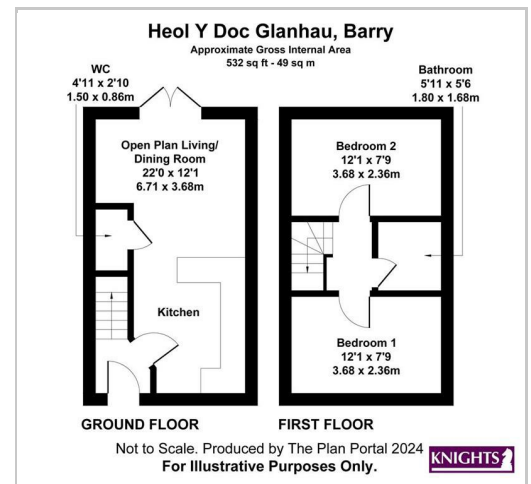 Heol Y Doc Glanhau, Barry
Approximate Gross Internal Area
532 sq ft - 49 sq m
WC
4'11 x 2'10
1.50 x 0.86m
Bathroom
5'11 x 5'6
1.80 x 1.68m
Open Plan Living/
Dining Room
22'0 x 12'1
6.71 x 3.68m
Kitchen
Bedroom 2
12'1 x 7'9
3.68 x 2.36m
Bedroom 1
12'1 x 7'9
3.68 x 2.36m
GROUND FLOOR
FIRST FLOOR
Not to Scale. Produced by The Plan Portal 2024
For Illustrative Purposes Only.
KNIGHTS